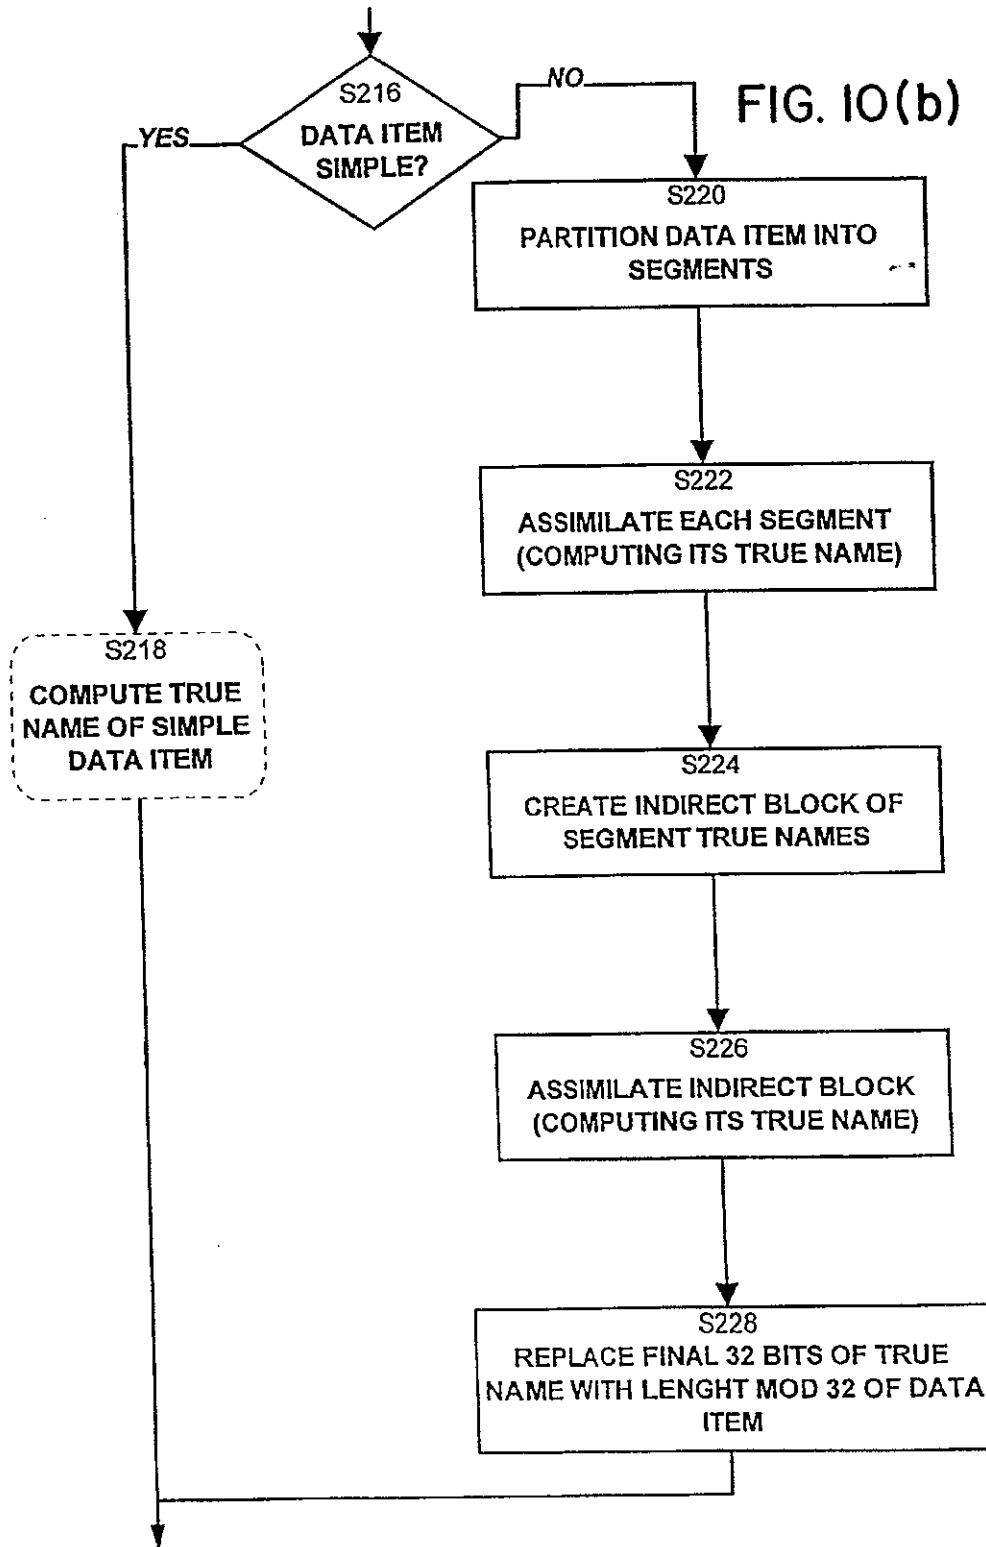 FIG. 10(b)
S216
DATA ITEM
SIMPLE?
YES
NO
S220
PARTITION DATA ITEM INTO
SEGMENTS
S222
ASSIMILATE EACH SEGMENT
(COMPUTING ITS TRUE NAME)
S218
COMPUTE TRUE
NAME OF SIMPLE
DATA ITEM
S224
CREATE INDIRECT BLOCK OF
SEGMENT TRUE NAMES
S226
ASSIMILATE INDIRECT BLOCK
(COMPUTING ITS TRUE NAME)
S228
REPLACE FINAL 32 BITS OF TRUE
NAME WITH LENGHT MOD 32 OF DATA
ITEM